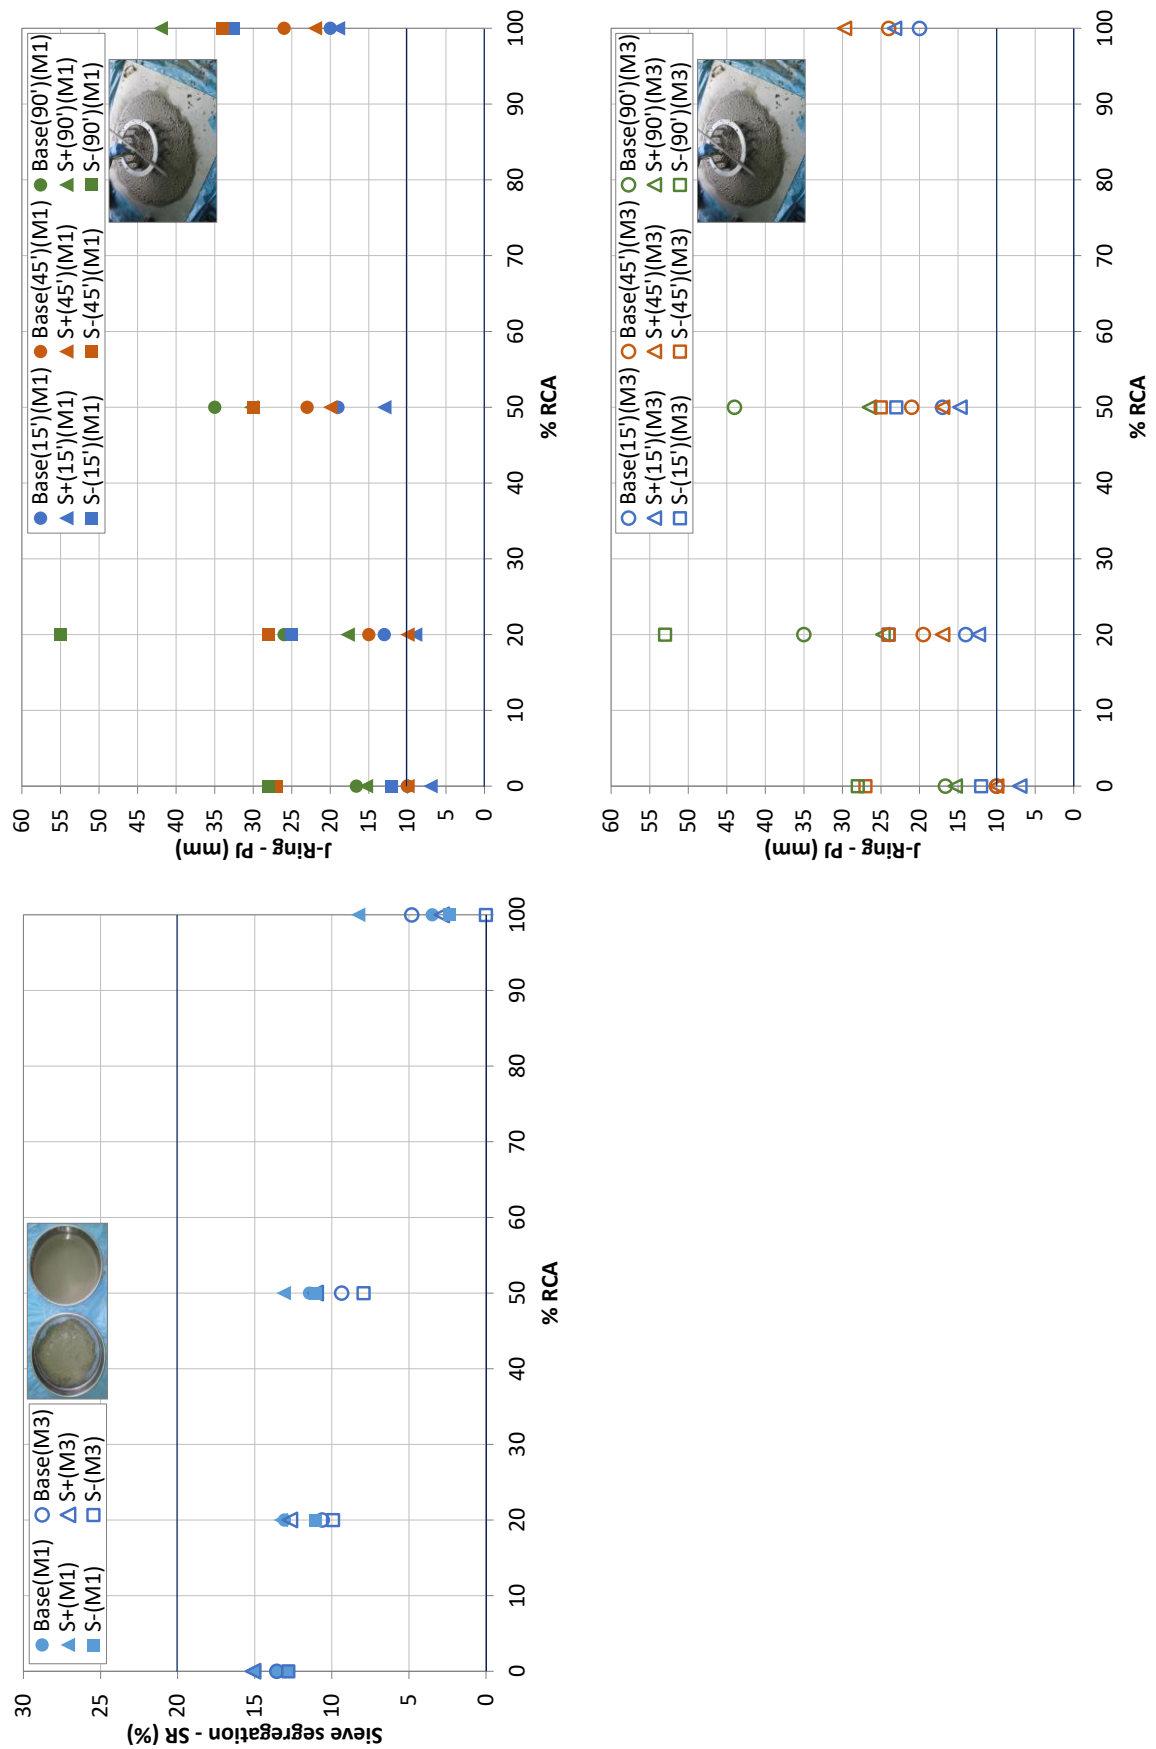 Base(M1) Base(M3)
S+(M1) S+(M3)
S-(M1) S-(M3)
30
25
20
15
10
5
0
Sieve segregation - SR (%)
0 10 20 30 40 50 60 70 80 90 100
% RCA
Base(15')(M1) Base(45')(M1) Base(90')(M1)
S+(15')(M1) S+(45')(M1) S+(90')(M1)
S-(15')(M1) S-(45')(M1) S-(90')(M1)
60
55
50
45
40
35
30
25
20
15
10
5
0
J-Ring - PJ (mm)
0 10 20 30 40 50 60 70 80 90 100
% RCA
Base(15')(M3) Base(45')(M3) Base(90')(M3)
S+(15')(M3) S+(45')(M3) S+(90')(M3)
S-(15')(M3) S-(45')(M3) S-(90')(M3)
60
55
50
45
40
35
30
25
20
15
10
5
0
J-Ring - PJ (mm)
0 10 20 30 40 50 60 70 80 90 100
% RCA